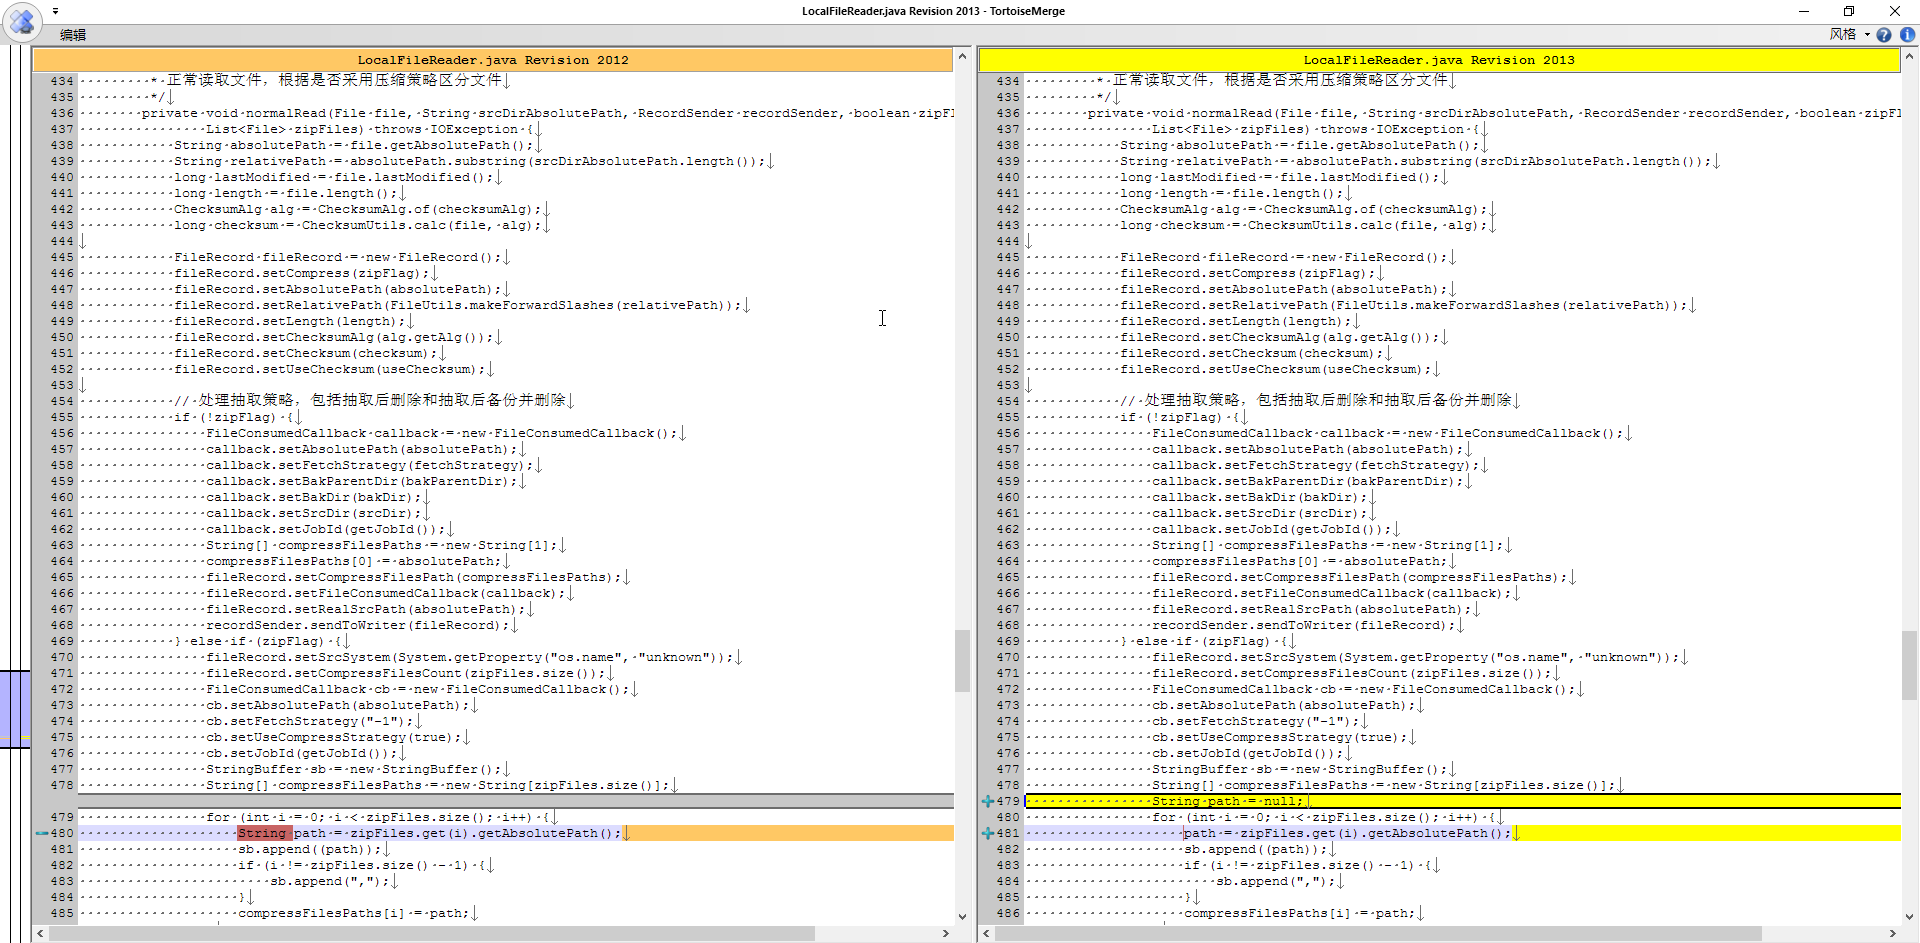 LocalFileReader.java Revision 2013 - TortoiseMerge
编辑
风格
LocalFileReader.java Revision 2012
434 * 正常读取文件，根据是否采用压缩策略区分文件
435 */
436 private void normalRead(File file, String srcDirAbsolutePath, RecordSender recordSender, boolean zipFl
437 List<File> zipFiles) throws IOException {
438 String absolutePath = file.getAbsolutePath();
439 String relativePath = absolutePath.substring(srcDirAbsolutePath.length());
440 long lastModified = file.lastModified();
441 long length = file.length();
442 ChecksumAlg alg = ChecksumAlg.of(checksumAlg);
443 long checksum = ChecksumUtils.calc(file, alg);
444
445 FileRecord fileRecord = new FileRecord();
446 fileRecord.setCompress(zipFlag);
447 fileRecord.setAbsolutePath(absolutePath);
448 fileRecord.setRelativePath(FileUtils.makeForwardSlashes(relativePath));
449 fileRecord.setLength(length);
450 fileRecord.setChecksumAlg(alg.getAlg());
451 fileRecord.setChecksum(checksum);
452 fileRecord.setUseChecksum(useChecksum);
453
454 // 处理抽取策略，包括抽取后删除和抽取后备份并删除
455 if (!zipFlag) {
456 FileConsumedCallback callback = new FileConsumedCallback();
457 callback.setAbsolutePath(absolutePath);
458 callback.setFetchStrategy(fetchStrategy);
459 callback.setBakParentDir(bakParentDir);
460 callback.setBakDir(bakDir);
461 callback.setSrcDir(srcDir);
462 callback.setJobId(getJobId());
463 String[] compressFilesPaths = new String[1];
464 compressFilesPaths[0] = absolutePath;
465 fileRecord.setCompressFilesPath(compressFilesPaths);
466 fileRecord.setFileConsumedCallback(callback);
467 fileRecord.setRealSrcPath(absolutePath);
468 recordSender.sendToWriter(fileRecord);
469 } else if (zipFlag) {
470 fileRecord.setSrcSystem(System.getProperty("os.name", "unknown"));
471 fileRecord.setCompressFilesCount(zipFiles.size());
472 FileConsumedCallback cb = new FileConsumedCallback();
473 cb.setAbsolutePath(absolutePath);
474 cb.setFetchStrategy("-1");
475 cb.setUseCompressStrategy(true);
476 cb.setJobId(getJobId());
477 StringBuffer sb = new StringBuffer();
478 String[] compressFilesPaths = new String[zipFiles.size()];
479 for (int i = 0; i < zipFiles.size(); i++) {
480 String path = zipFiles.get(i).getAbsolutePath();
481 sb.append((path));
482 if (i != zipFiles.size() - 1) {
483 sb.append(",");
484 }
485 compressFilesPaths[i] = path;
LocalFileReader.java Revision 2013
434 * 正常读取文件，根据是否采用压缩策略区分文件
435 */
436 private void normalRead(File file, String srcDirAbsolutePath, RecordSender recordSender, boolean zipFl
437 List<File> zipFiles) throws IOException {
438 String absolutePath = file.getAbsolutePath();
439 String relativePath = absolutePath.substring(srcDirAbsolutePath.length());
440 long lastModified = file.lastModified();
441 long length = file.length();
442 ChecksumAlg alg = ChecksumAlg.of(checksumAlg);
443 long checksum = ChecksumUtils.calc(file, alg);
444
445 FileRecord fileRecord = new FileRecord();
446 fileRecord.setCompress(zipFlag);
447 fileRecord.setAbsolutePath(absolutePath);
448 fileRecord.setRelativePath(FileUtils.makeForwardSlashes(relativePath));
449 fileRecord.setLength(length);
450 fileRecord.setChecksumAlg(alg.getAlg());
451 fileRecord.setChecksum(checksum);
452 fileRecord.setUseChecksum(useChecksum);
453
454 // 处理抽取策略，包括抽取后删除和抽取后备份并删除
455 if (!zipFlag) {
456 FileConsumedCallback callback = new FileConsumedCallback();
457 callback.setAbsolutePath(absolutePath);
458 callback.setFetchStrategy(fetchStrategy);
459 callback.setBakParentDir(bakParentDir);
460 callback.setBakDir(bakDir);
461 callback.setSrcDir(srcDir);
462 callback.setJobId(getJobId());
463 String[] compressFilesPaths = new String[1];
464 compressFilesPaths[0] = absolutePath;
465 fileRecord.setCompressFilesPath(compressFilesPaths);
466 fileRecord.setFileConsumedCallback(callback);
467 fileRecord.setRealSrcPath(absolutePath);
468 recordSender.sendToWriter(fileRecord);
469 } else if (zipFlag) {
470 fileRecord.setSrcSystem(System.getProperty("os.name", "unknown"));
471 fileRecord.setCompressFilesCount(zipFiles.size());
472 FileConsumedCallback cb = new FileConsumedCallback();
473 cb.setAbsolutePath(absolutePath);
474 cb.setFetchStrategy("-1");
475 cb.setUseCompressStrategy(true);
476 cb.setJobId(getJobId());
477 StringBuffer sb = new StringBuffer();
478 String[] compressFilesPaths = new String[zipFiles.size()];
479 String path = null;
480 for (int i = 0; i < zipFiles.size(); i++) {
481 path = zipFiles.get(i).getAbsolutePath();
482 sb.append((path));
483 if (i != zipFiles.size() - 1) {
484 sb.append(",");
485 }
486 compressFilesPaths[i] = path;